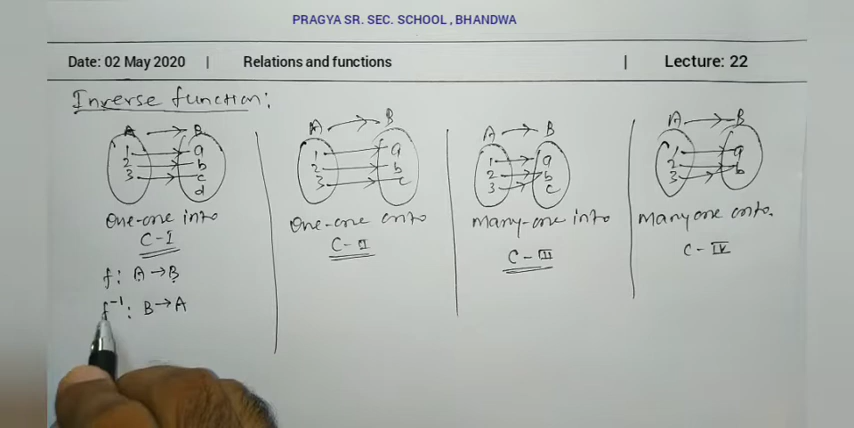 PRAGYA SR. SEC. SCHOOL , BHANDWA
Date: 02 May 2020 | Relations and functions | Lecture: 22
Inverse function:
A → B
1 a
2 b
3 c
d
One-one into
C-I
f: A→B
f⁻¹: B→A
A → B
1 a
2 b
3 c
One-one onto
C-II
A → B
1 a
2 b
3 c
Many-one into
C-III
A → B
1 a
2 b
3
Many one onto.
C-IV